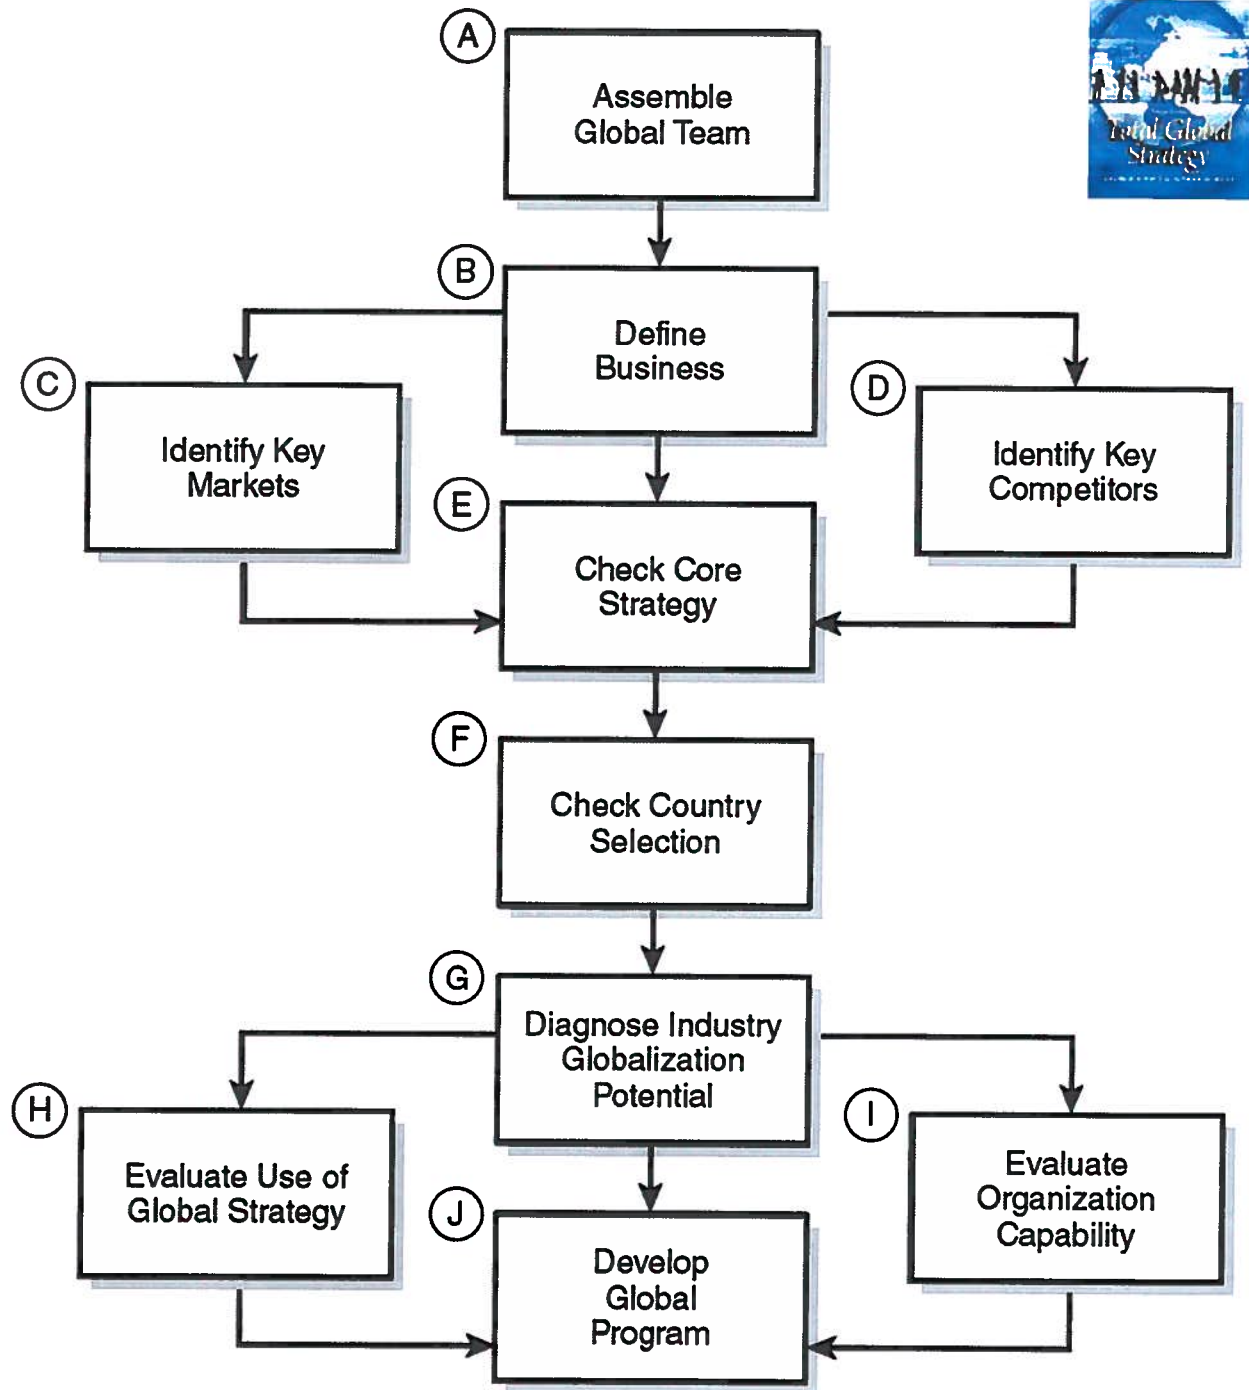 A
Assemble
Global Team
Total Global
Strategy
B
Define
Business
C
Identify Key
Markets
D
Identify Key
Competitors
E
Check Core
Strategy
F
Check Country
Selection
G
Diagnose Industry
Globalization
Potential
H
Evaluate Use of
Global Strategy
I
Evaluate
Organization
Capability
J
Develop
Global
Program